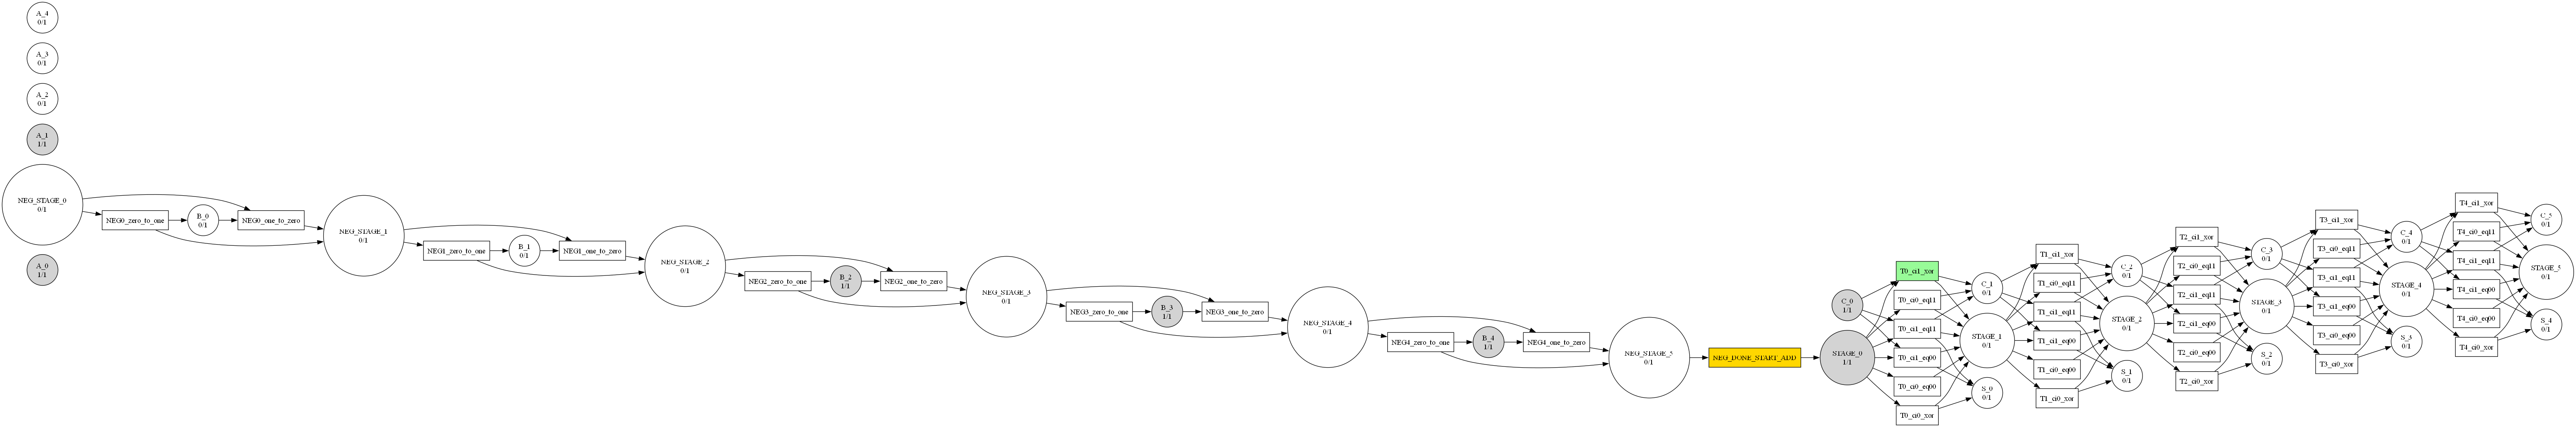 A_4
0/1
A_3
0/1
A_2
0/1
A_1
1/1
NEG_STAGE_0
0/1
A_0
1/1
NEG0_zero_to_one
B_0
0/1
NEG0_one_to_zero
NEG_STAGE_1
0/1
NEG1_zero_to_one
B_1
0/1
NEG1_one_to_zero
NEG_STAGE_2
0/1
NEG2_zero_to_one
B_2
1/1
NEG2_one_to_zero
NEG_STAGE_3
0/1
NEG3_zero_to_one
B_3
1/1
NEG3_one_to_zero
NEG_STAGE_4
0/1
NEG4_zero_to_one
B_4
1/1
NEG4_one_to_zero
NEG_STAGE_5
0/1
NEG_DONE_START_ADD
C_0
1/1
STAGE_0
1/1
T0_ci1_xor
T0_ci0_eq11
T0_ci1_eq11
T0_ci1_eq00
T0_ci0_eq00
T0_ci0_xor
C_1
0/1
STAGE_1
0/1
S_0
0/1
T1_ci1_xor
T1_ci0_eq11
T1_ci1_eq11
T1_ci1_eq00
T1_ci0_eq00
T1_ci0_xor
C_2
0/1
STAGE_2
0/1
S_1
0/1
T2_ci1_xor
T2_ci0_eq11
T2_ci1_eq11
T2_ci1_eq00
T2_ci0_eq00
T2_ci0_xor
C_3
0/1
STAGE_3
0/1
S_2
0/1
T3_ci1_xor
T3_ci0_eq11
T3_ci1_eq11
T3_ci1_eq00
T3_ci0_eq00
T3_ci0_xor
C_4
0/1
STAGE_4
0/1
S_3
0/1
T4_ci1_xor
T4_ci0_eq11
T4_ci1_eq11
T4_ci1_eq00
T4_ci0_eq00
T4_ci0_xor
C_5
0/1
STAGE_5
0/1
S_4
0/1